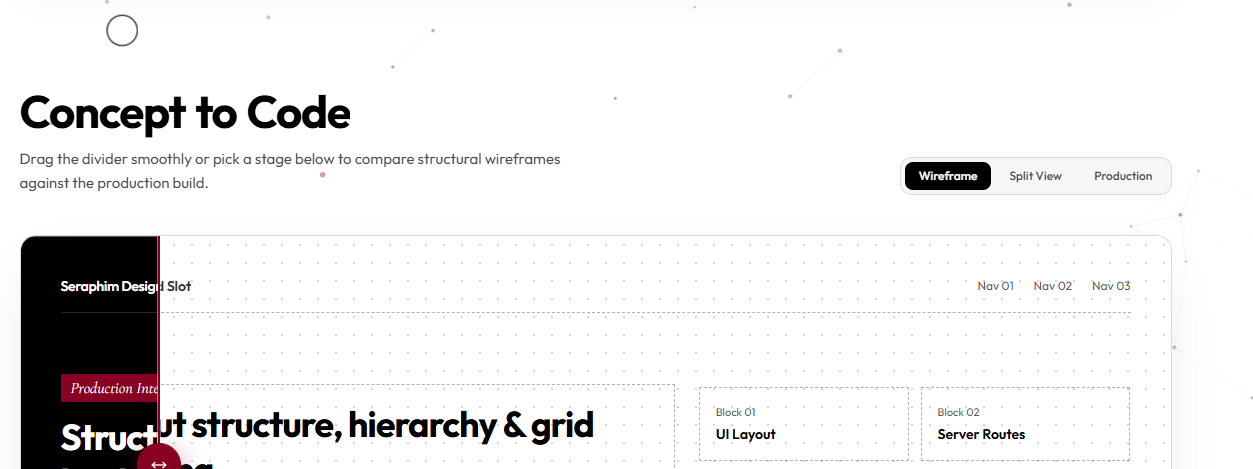 Concept to Code
Drag the divider smoothly or pick a stage below to compare structural wireframes
against the production build.
Wireframe Split View Production
Seraphim Design Slot
Nav 01 Nav 02 Nav 03
Production Inte
Struct ut structure, hierarchy & grid
Block 01
UI Layout
Block 02
Server Routes